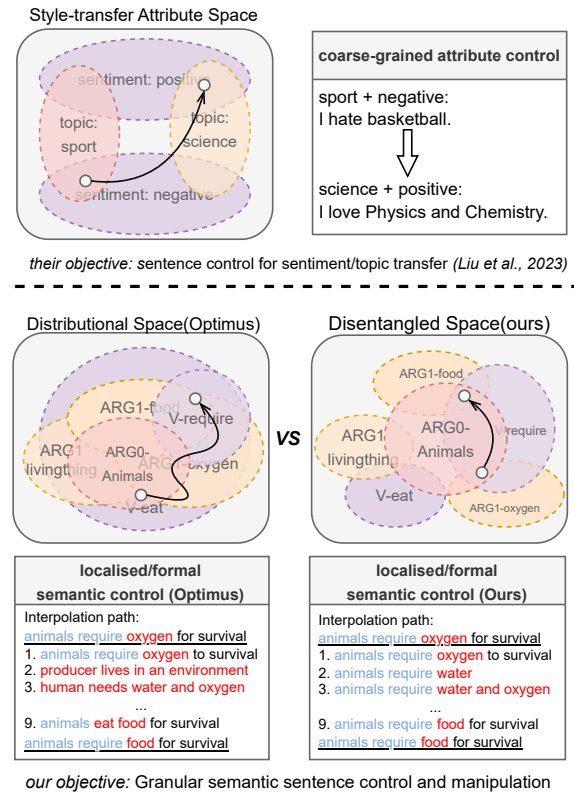 Style-transfer Attribute Space
sentiment: positive
topic:
sport
topic:
science
sentiment: negative
coarse-grained attribute control
sport + negative:
I hate basketball.
science + positive:
I love Physics and Chemistry.
their objective: sentence control for sentiment/topic transfer (Liu et al., 2023)
Distributional Space(Optimus)
ARG1-food
V-require
ARG1
livingthing
ARG0-
Animals
ARG1-oxygen
V-eat
VS
Disentangled Space(ours)
ARG1-food
V-require
ARG0-
Animals
ARG1
livingthing
V-eat
ARG1-oxygen
localised/formal
semantic control (Optimus)
Interpolation path:
animals require oxygen for survival
1. animals require oxygen to survival
2. producer lives in an environment
3. human needs water and oxygen
...
9. animals eat food for survival
animals require food for survival
localised/formal
semantic control (Ours)
Interpolation path:
animals require oxygen for survival
1. animals require oxygen to survival
2. animals require water
3. animals require water and oxygen
...
9. animals require food for survival
animals require food for survival
our objective: Granular semantic sentence control and manipulation